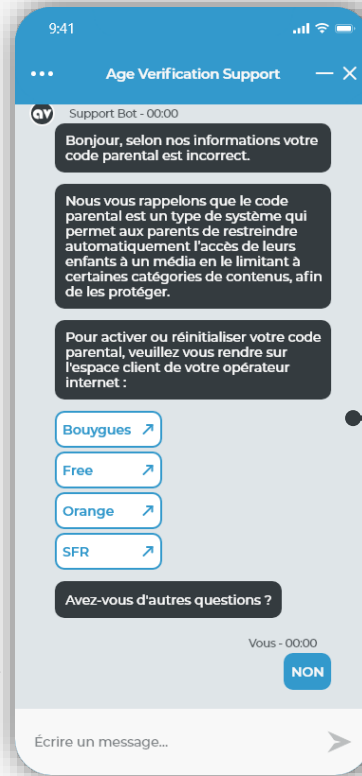 9:41
Age Verification Support
av
Support Bot - 00:00
Bonjour, selon nos informations votre
code parental est incorrect.
Nous vous rappelons que le code
parental est un type de système qui
permet aux parents de restreindre
automatiquement l'accès de leurs
enfants à un média en le limitant à
certaines catégories de contenus, afin
de les protéger.
Pour activer ou réinitialiser votre code
parental, veuillez vous rendre sur
l'espace client de votre opérateur
internet :
Bouygues
Free
Orange
SFR
Avez-vous d'autres questions ?
Vous - 00:00
NON
Écrire un message...